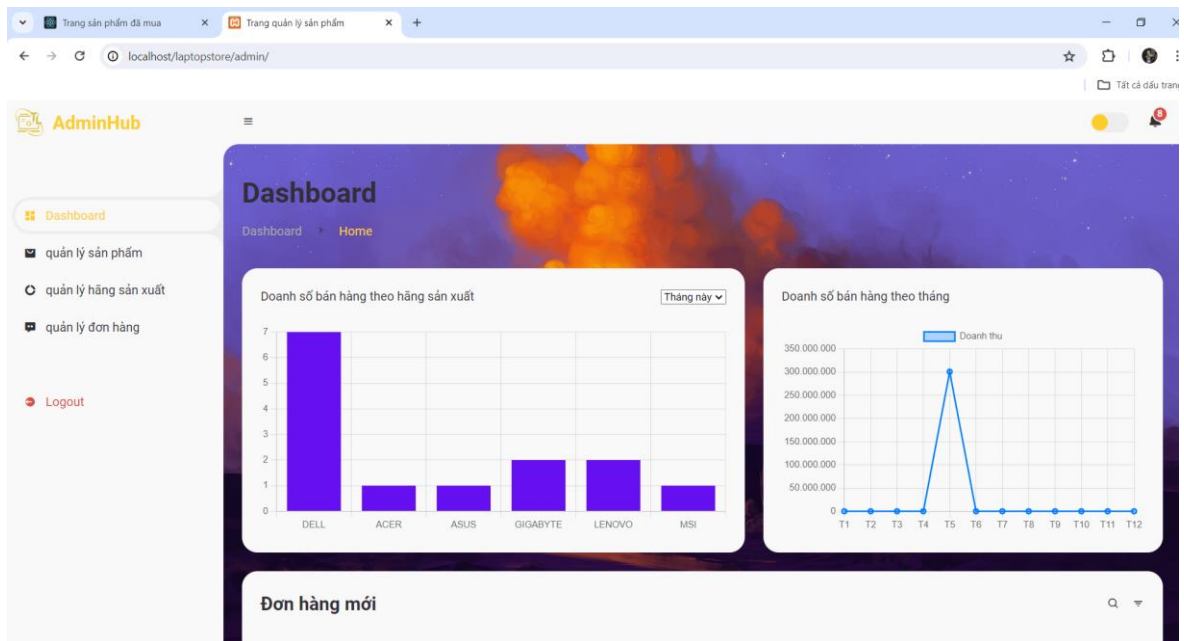 Trang sản phẩm đã mua
Trang quản lý sản phẩm
localhost/laptopstore/admin/
Tất cả dấu trang
AdminHub
8
Dashboard
quản lý sản phẩm
quản lý hãng sản xuất
quản lý đơn hàng
Logout
Dashboard
Dashboard Home
Doanh số bán hàng theo hãng sản xuất
Tháng này
7
6
5
4
3
2
1
0
DELL ACER ASUS GIGABYTE LENOVO MSI
Doanh số bán hàng theo tháng
Doanh thu
350.000.000
300.000.000
250.000.000
200.000.000
150.000.000
100.000.000
50.000.000
0
T1 T2 T3 T4 T5 T6 T7 T8 T9 T10 T11 T12
Đơn hàng mới